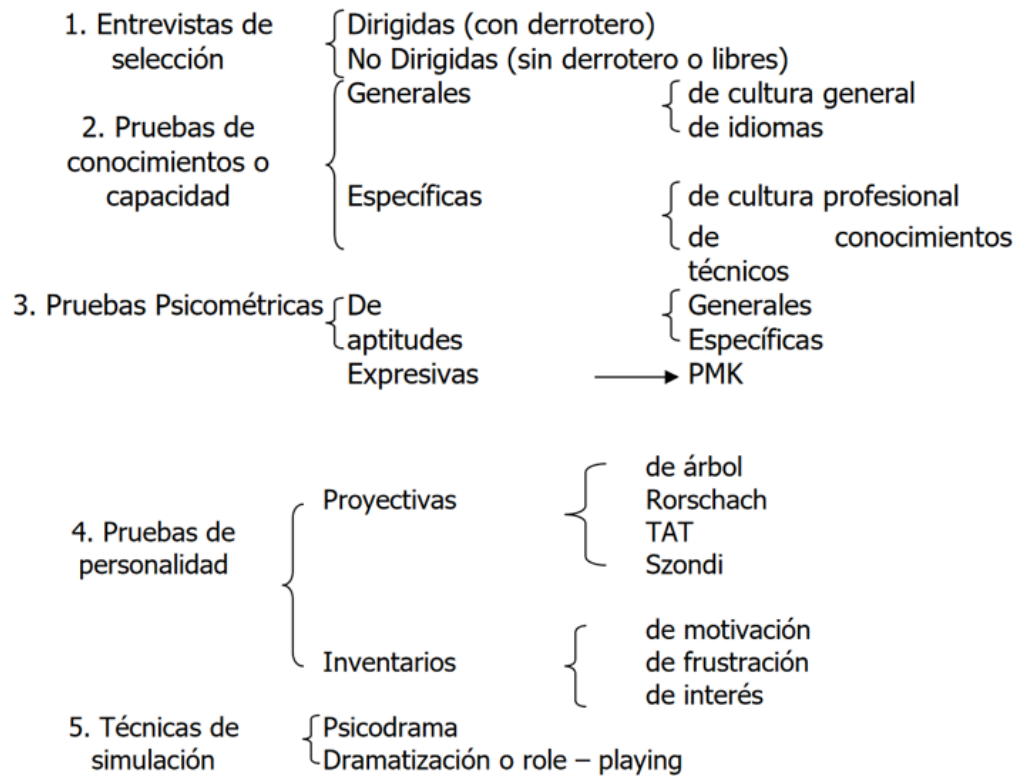 1. Entrevistas de selección
Dirigidas (con derrotero)
No Dirigidas (sin derrotero o libres)
2. Pruebas de conocimientos o capacidad
Generales
de cultura general
de idiomas
Específicas
de cultura profesional
de conocimientos
técnicos
3. Pruebas Psicométricas
De
aptitudes
Generales
Específicas
Expresivas
PMK
4. Pruebas de
personalidad
Proyectivas
de árbol
Rorschach
TAT
Szondi
Inventarios
de motivación
de frustración
de interés
5. Técnicas de
simulación
Psicodrama
Dramatización o role – playing